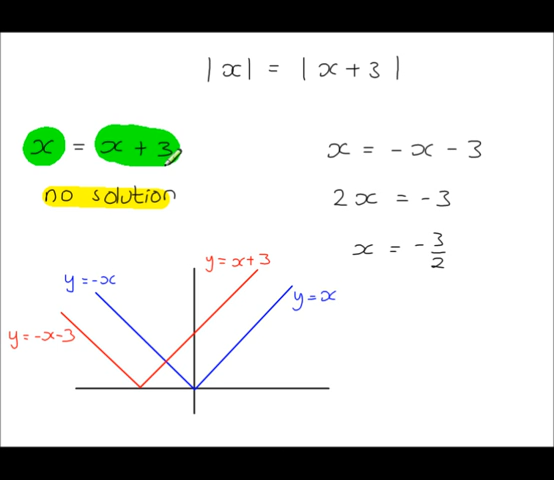 |x| = |x + 3|
x = x + 3
no solution
x = -x - 3
2x = -3
x = -3/2
y = x + 3
y = -x
y = x
y = -x - 3